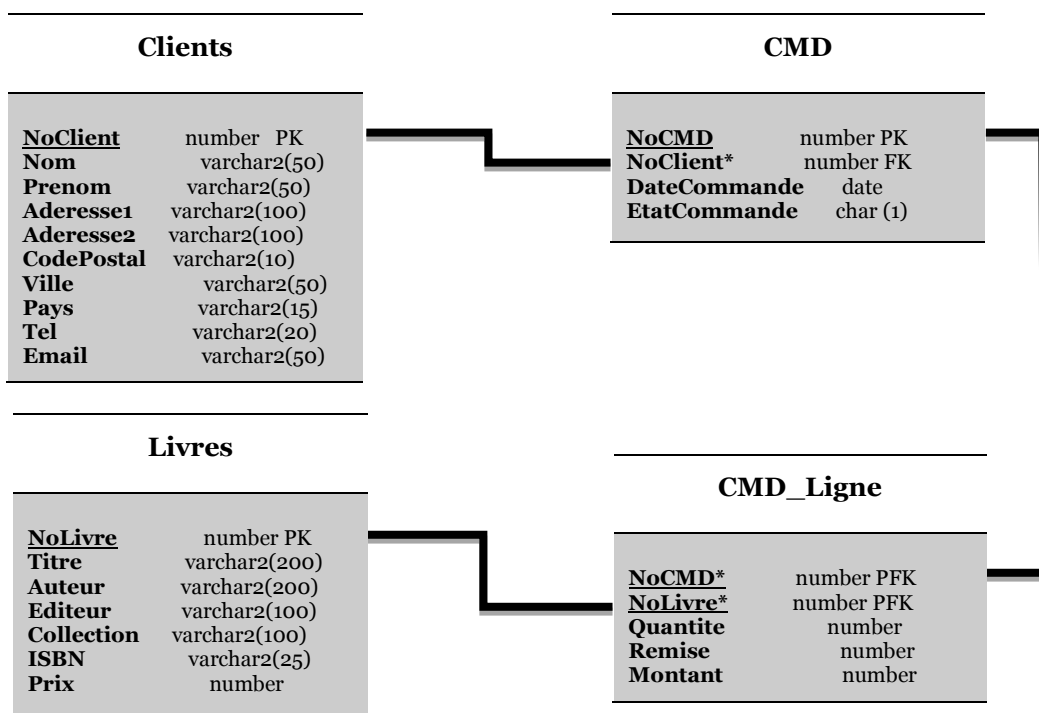 Clients
NoClient number PK
Nom varchar2(50)
Prenom varchar2(50)
Aderesse1 varchar2(100)
Aderesse2 varchar2(100)
CodePostal varchar2(10)
Ville varchar2(50)
Pays varchar2(15)
Tel varchar2(20)
Email varchar2(50)
CMD
NoCMD number PK
NoClient* number FK
DateCommande date
EtatCommande char (1)
Livres
NoLivre number PK
Titre varchar2(200)
Auteur varchar2(200)
Editeur varchar2(100)
Collection varchar2(100)
ISBN varchar2(25)
Prix number
CMD_Ligne
NoCMD* number PFK
NoLivre* number PFK
Quantite number
Remise number
Montant number